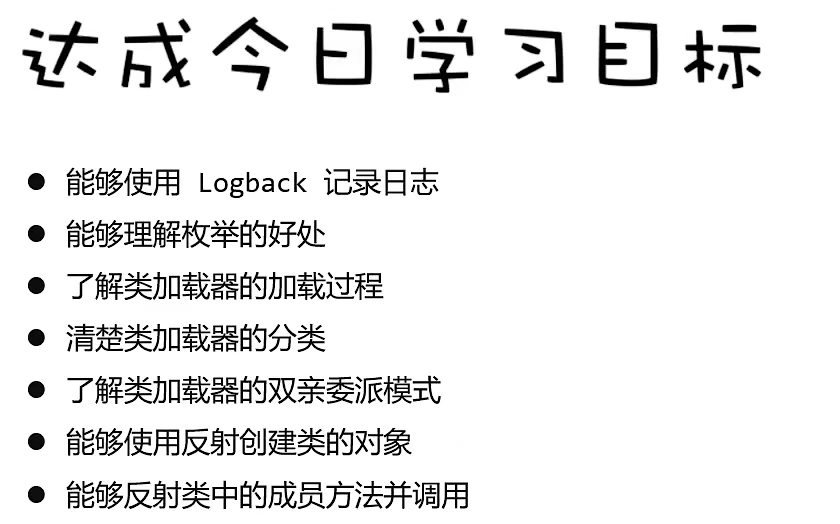 达成今日学习目标
● 能够使用 Logback 记录日志
● 能够理解枚举的好处
● 了解类加载器的加载过程
● 清楚类加载器的分类
● 了解类加载器的双亲委派模式
● 能够使用反射创建类的对象
● 能够反射类中的成员方法并调用